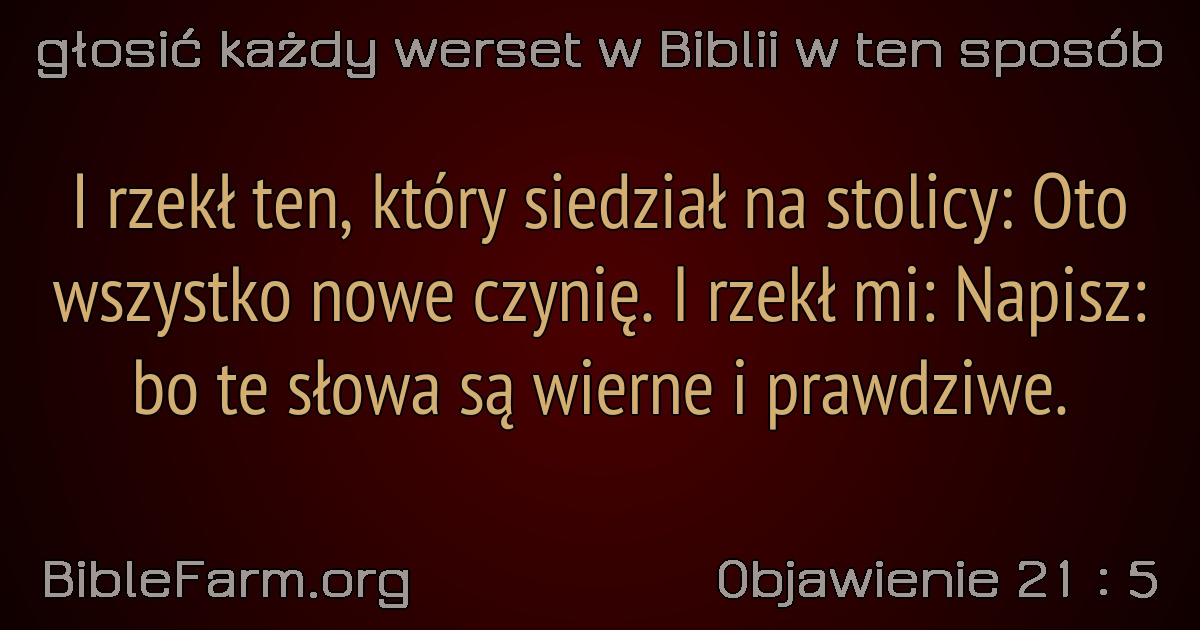 głosić każdy werset w Biblii w ten sposób
I rzekł ten, który siedział na stolicy: Oto
wszystko nowe czynię. I rzekł mi: Napisz:
bo te słowa są wierne i prawdziwe.
BibleFarm.org
Objawienie 21 : 5